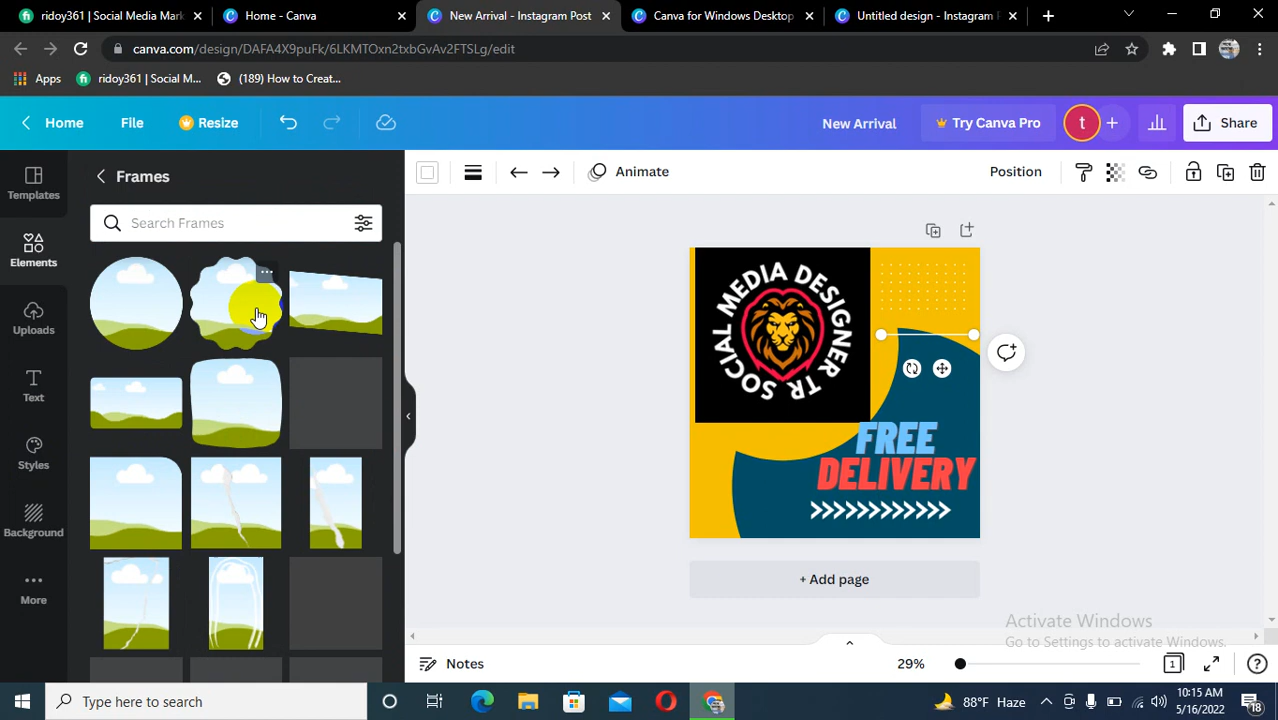 ridoy361 | Social Media Mark
Home - Canva
New Arrival - Instagram Post
Canva for Windows Desktop
Untitled design - Instagram
canva.com/design/DAFA4X9puFk/6LKMTOxn2txbGvAv2FTSLg/edit
Apps
ridoy361 | Social M...
(189) How to Creat...
Home
File
Resize
New Arrival
Try Canva Pro
t
Share
Templates
Elements
Uploads
Text
Styles
Background
More
Frames
Search Frames
Animate
Position
SOCIAL MEDIA DESIGNER TR
FREE
DELIVERY
+ Add page
Activate Windows
Go to Settings to activate Windows.
Notes
29%
1
Type here to search
88°F Haze
10:15 AM
5/16/2022
18